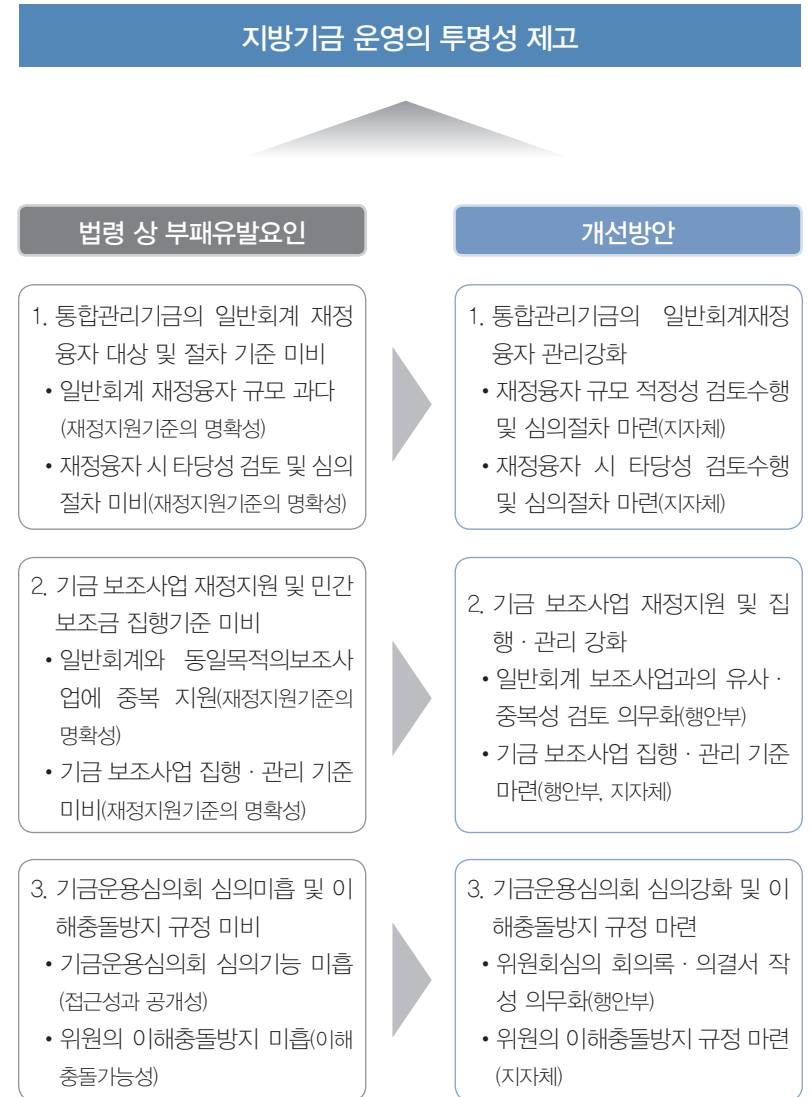 지방기금 운영의 투명성 제고
법령 상 부패유발요인
1. 통합관리기금의 일반회계 재정
융자 대상 및 절차 기준 미비
• 일반회계 재정융자 규모 과다
(재정지원기준의 명확성)
• 재정융자 시 타당성 검토 및 심의
절차 미비(재정지원기준의 명확성)
2. 기금 보조사업 재정지원 및 민간
보조금 집행기준 미비
• 일반회계와 동일목적의보조사
업에 중복 지원(재정지원기준의
명확성)
• 기금 보조사업 집행 · 관리 기준
미비(재정지원기준의 명확성)
3. 기금운용심의회 심의미흡 및 이
해충돌방지 규정 미비
• 기금운용심의회 심의기능 미흡
(접근성과 공개성)
• 위원의 이해충돌방지 미흡(이해
충돌가능성)
개선방안
1. 통합관리기금의 일반회계재정
융자 관리강화
• 재정융자 규모 적정성 검토수행
및 심의절차 마련(지자체)
• 재정융자 시 타당성 검토수행
및 심의절차 마련(지자체)
2. 기금 보조사업 재정지원 및 집
행 · 관리 강화
• 일반회계 보조사업과의 유사 ·
중복성 검토 의무화(행안부)
• 기금 보조사업 집행 · 관리 기준
마련(행안부, 지자체)
3. 기금운용심의회 심의강화 및 이
해충돌방지 규정 마련
• 위원회심의 회의록 · 의결서 작
성 의무화(행안부)
• 위원의 이해충돌방지 규정 마련
(지자체)